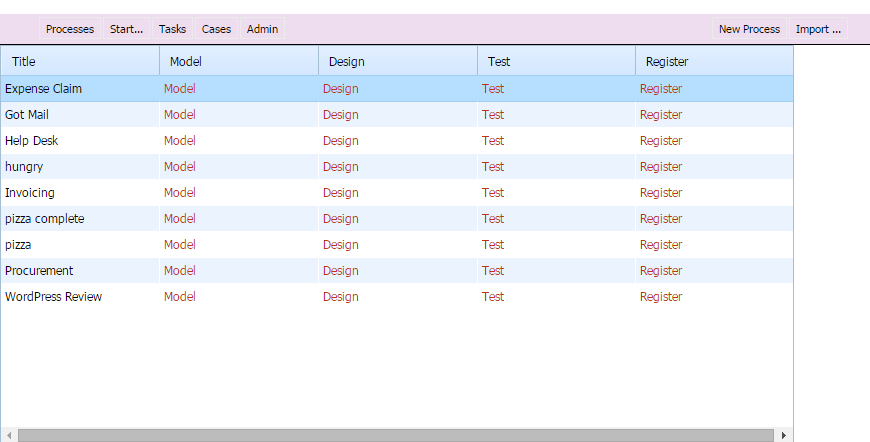 Processes Start... Tasks Cases Admin New Process Import ...
Title Model Design Test Register
Expense Claim Model Design Test Register
Got Mail Model Design Test Register
Help Desk Model Design Test Register
hungry Model Design Test Register
Invoicing Model Design Test Register
pizza complete Model Design Test Register
pizza Model Design Test Register
Procurement Model Design Test Register
WordPress Review Model Design Test Register